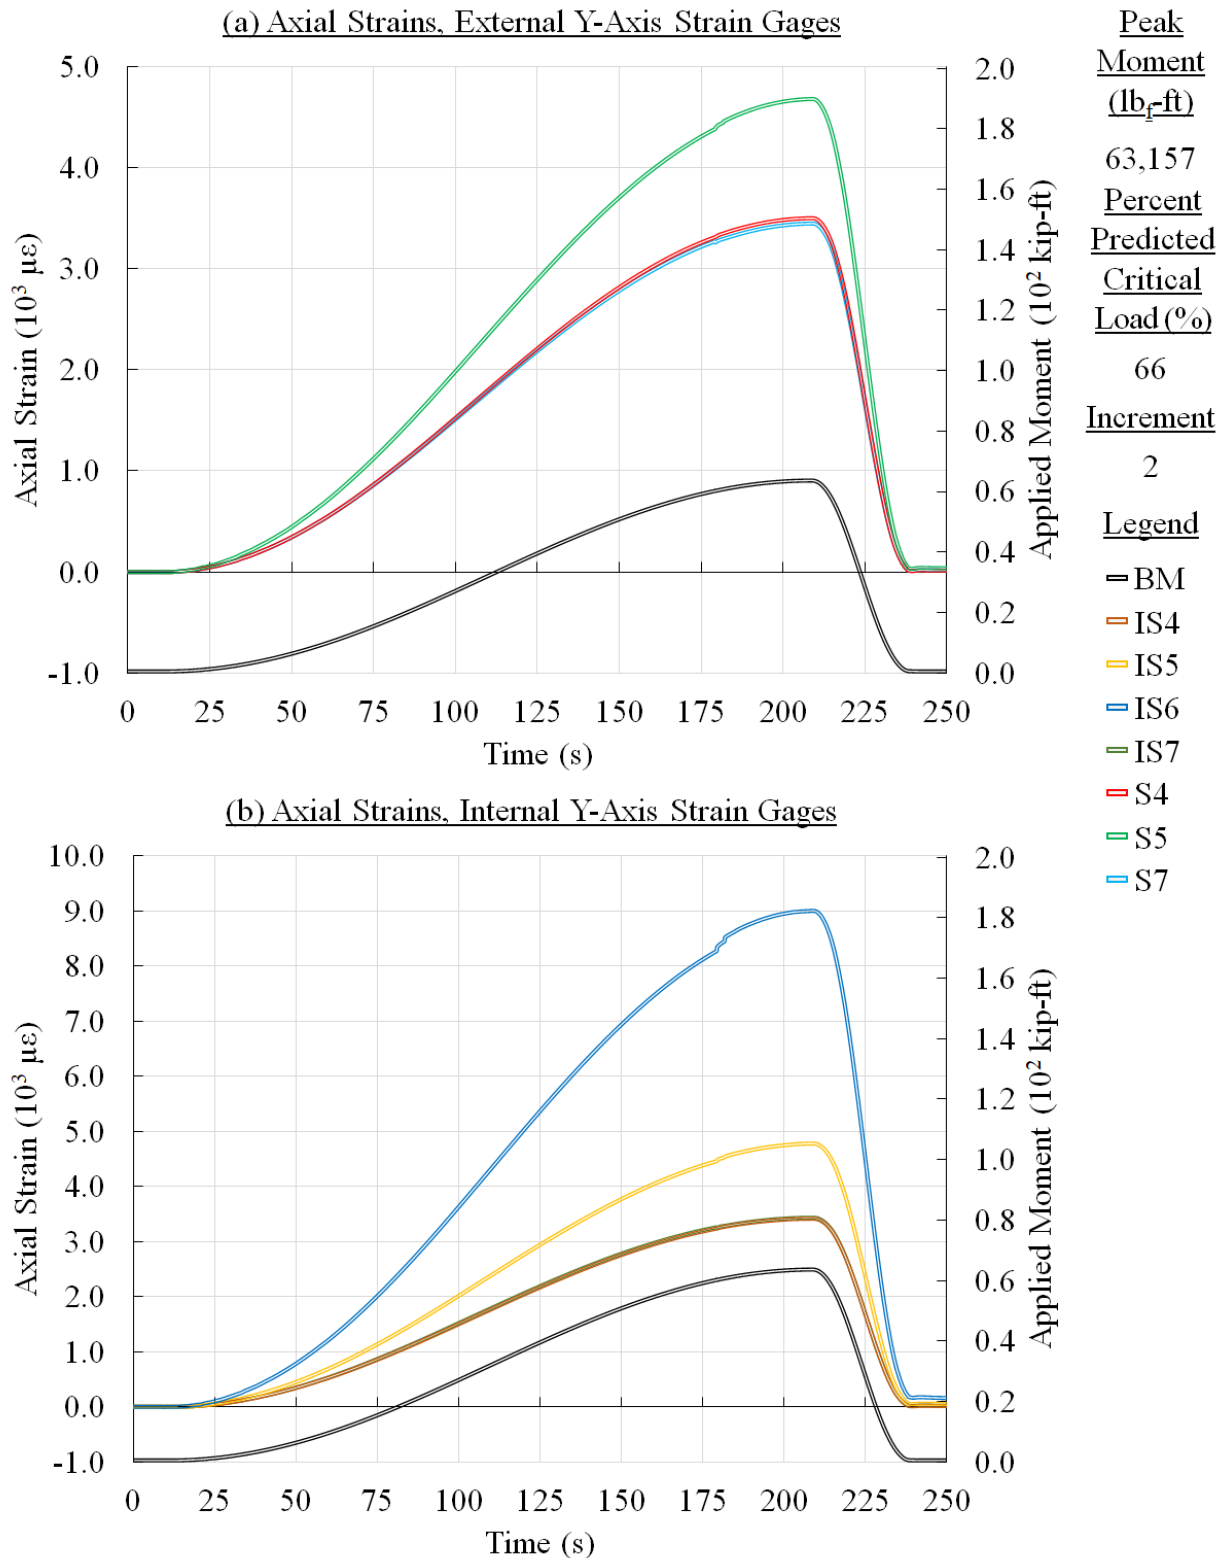 (a) Axial Strains, External Y-Axis Strain Gages
5.0
4.0
3.0
2.0
1.0
0.0
-1.0
Axial Strain (10³ με)
2.0
1.8
1.6
1.4
1.2
1.0
0.8
0.6
0.4
0.2
0.0
Applied Moment (10² kip-ft)
0 25 50 75 100 125 150 175 200 225 250
Time (s)
Peak
Moment
(lbf-ft)
63,157
Percent
Predicted
Critical
Load (%)
66
Increment
2
Legend
BM
IS4
IS5
IS6
IS7
S4
S5
S7
(b) Axial Strains, Internal Y-Axis Strain Gages
10.0
9.0
8.0
7.0
6.0
5.0
4.0
3.0
2.0
1.0
0.0
-1.0
Axial Strain (10³ με)
2.0
1.8
1.6
1.4
1.2
1.0
0.8
0.6
0.4
0.2
0.0
Applied Moment (10² kip-ft)
0 25 50 75 100 125 150 175 200 225 250
Time (s)